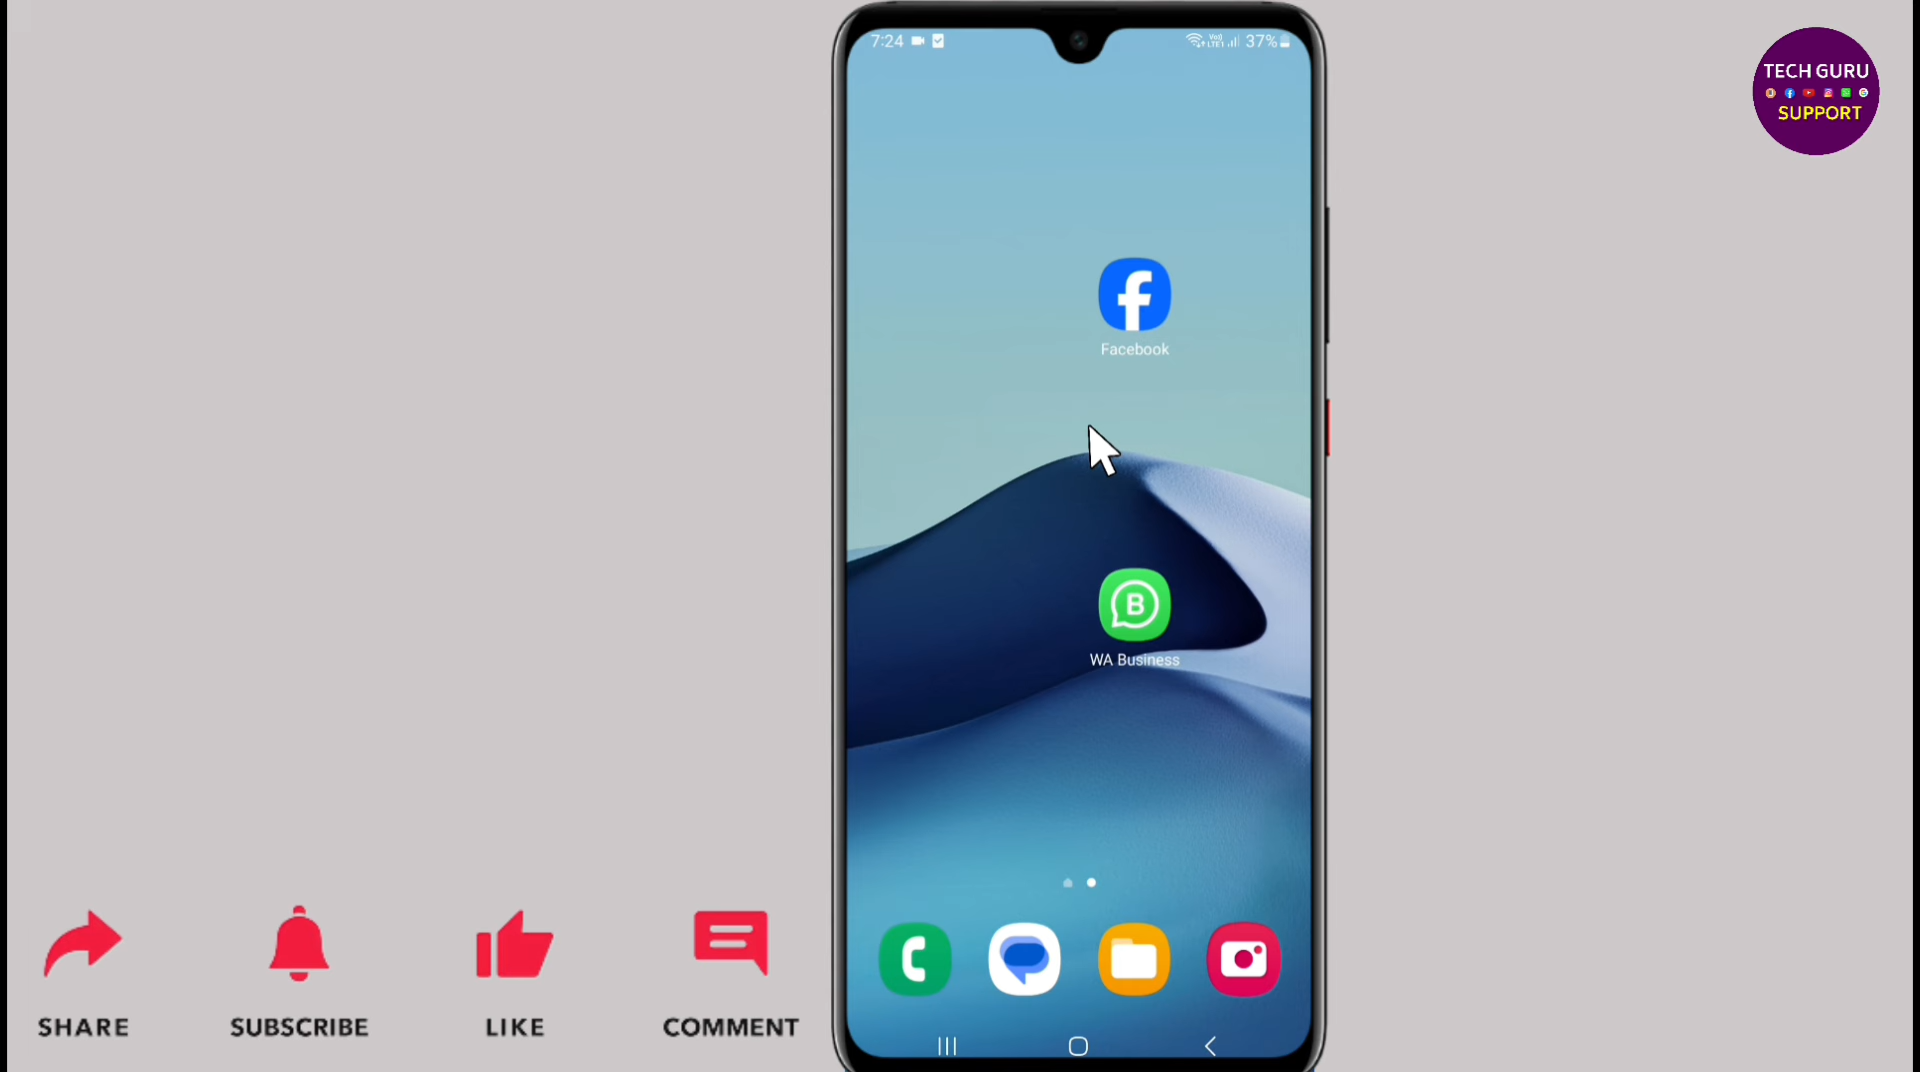 7:24
37%
TECH GURU
SUPPORT
Facebook
WA Business
SHARE
SUBSCRIBE
LIKE
COMMENT